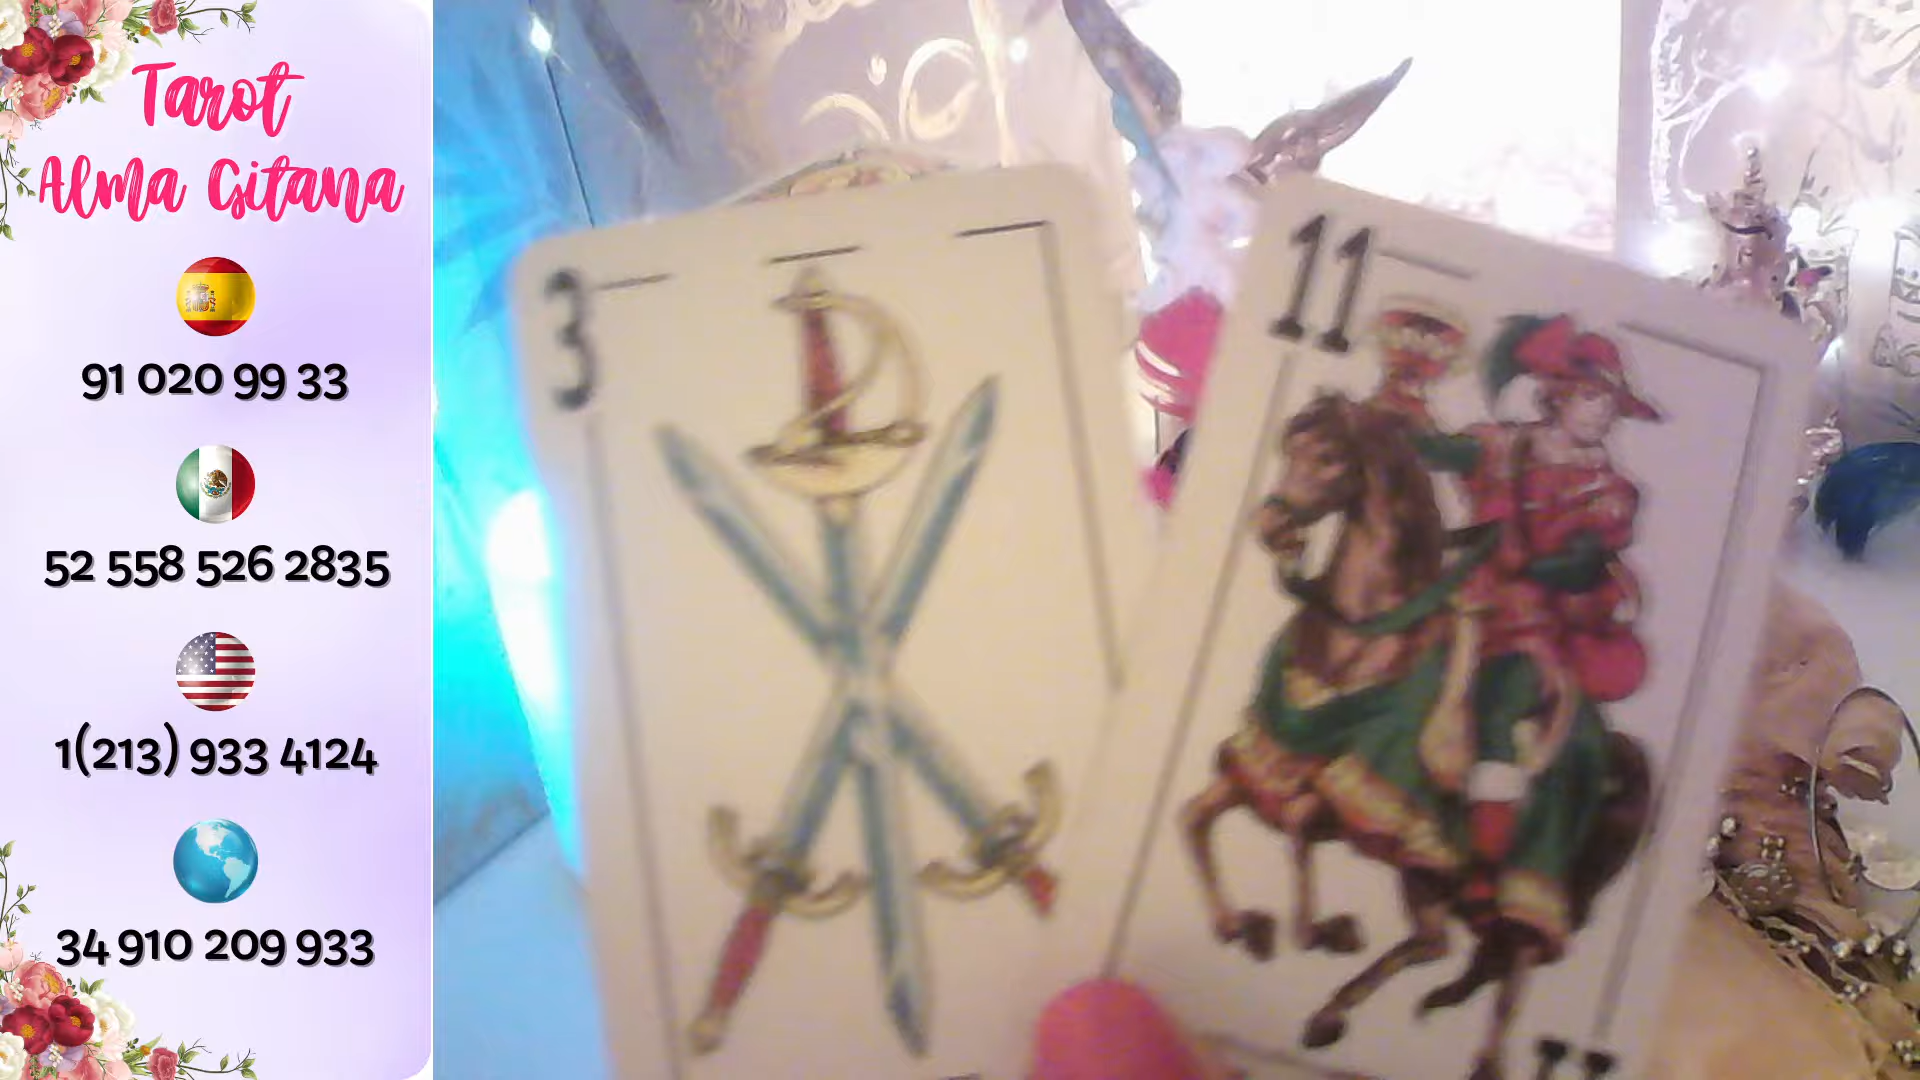 Tarot
Alma Gitana
91 020 99 33
52 558 526 2835
1(213) 933 4124
34 910 209 933
3
11